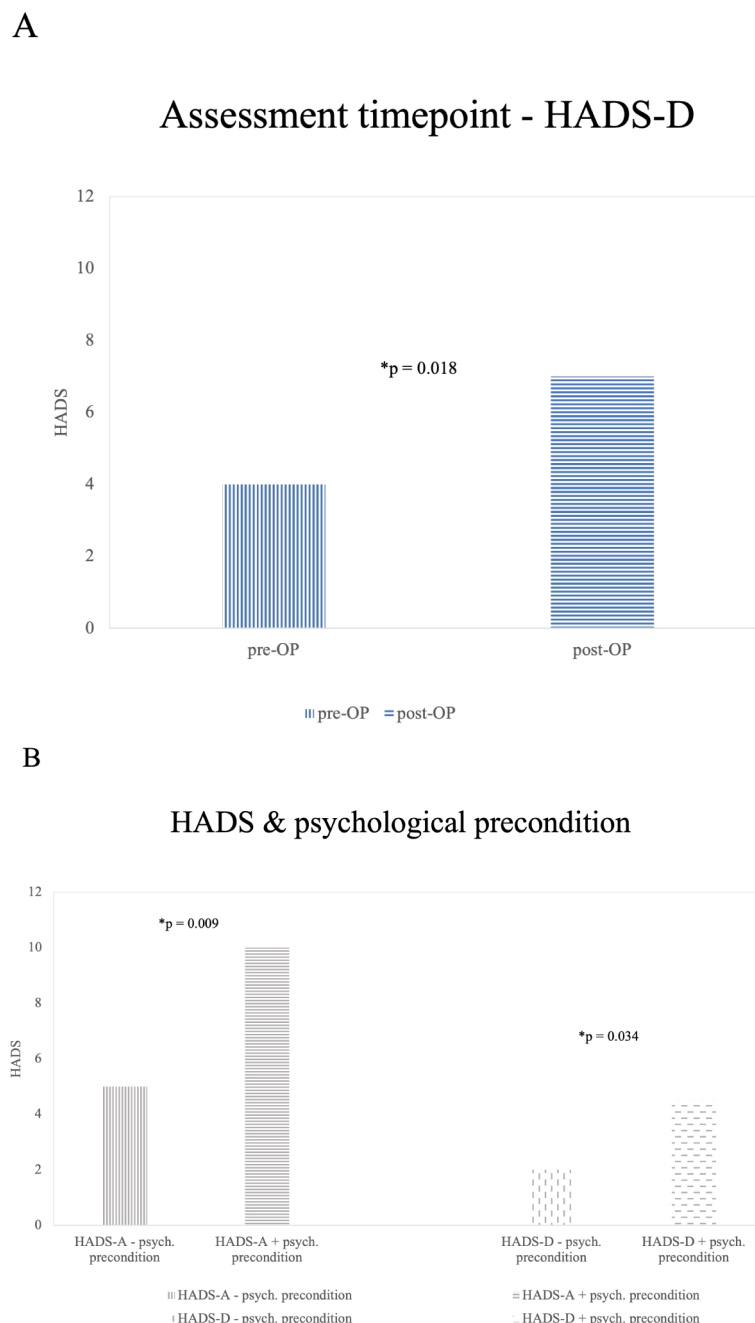 A
Assessment timepoint - HADS-D
12
10
8
*p = 0.018
6
HADS
4
2
0
pre-OP post-OP
pre-OP post-OP
B
HADS & psychological precondition
12
*p = 0.009
10
8
*p = 0.034
6
HADS
4
2
0
HADS-A - psych. HADS-A + psych. HADS-D - psych. HADS-D + psych.
precondition precondition precondition precondition
HADS-A - psych. precondition HADS-A + psych. precondition
HADS-D - psych. precondition HADS-D + psych. precondition